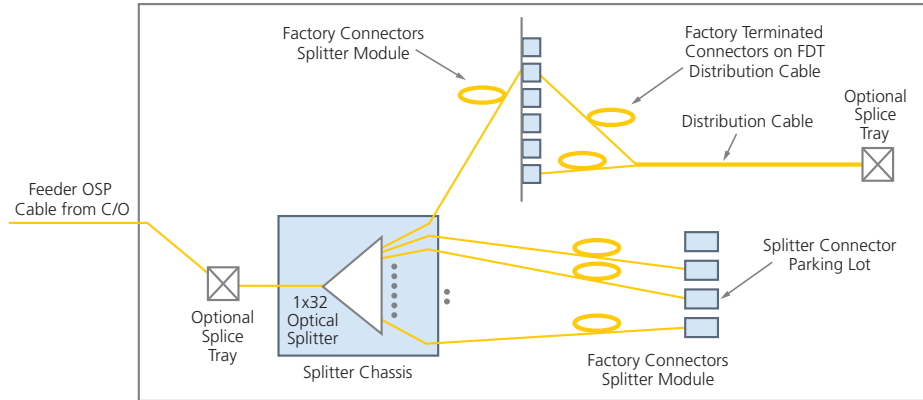 Factory Connectors
Splitter Module
Factory Terminated
Connectors on FDT
Distribution Cable
Optional
Splice
Tray
Distribution Cable
Feeder OSP
Cable from C/O
Splitter Connector
Parking Lot
1x32
Optical
Splitter
Optional
Splice
Tray
Splitter Chassis
Factory Connectors
Splitter Module